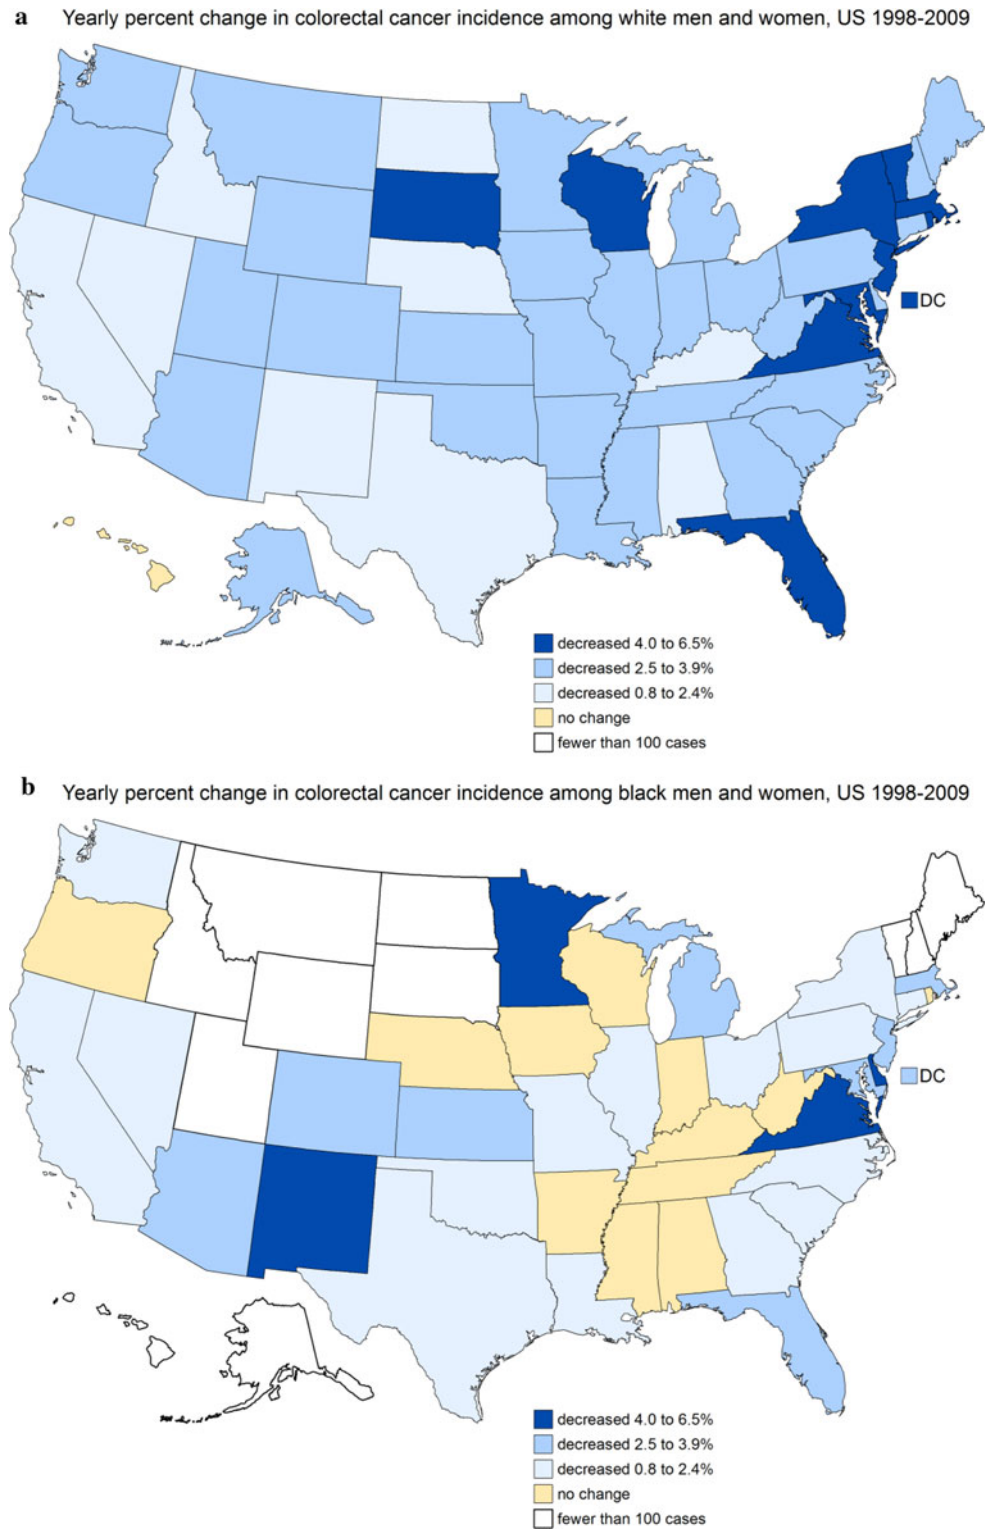 a Yearly percent change in colorectal cancer incidence among white men and women, US 1998-2009
DC
decreased 4.0 to 6.5%
decreased 2.5 to 3.9%
decreased 0.8 to 2.4%
no change
fewer than 100 cases
b Yearly percent change in colorectal cancer incidence among black men and women, US 1998-2009
DC
decreased 4.0 to 6.5%
decreased 2.5 to 3.9%
decreased 0.8 to 2.4%
no change
fewer than 100 cases